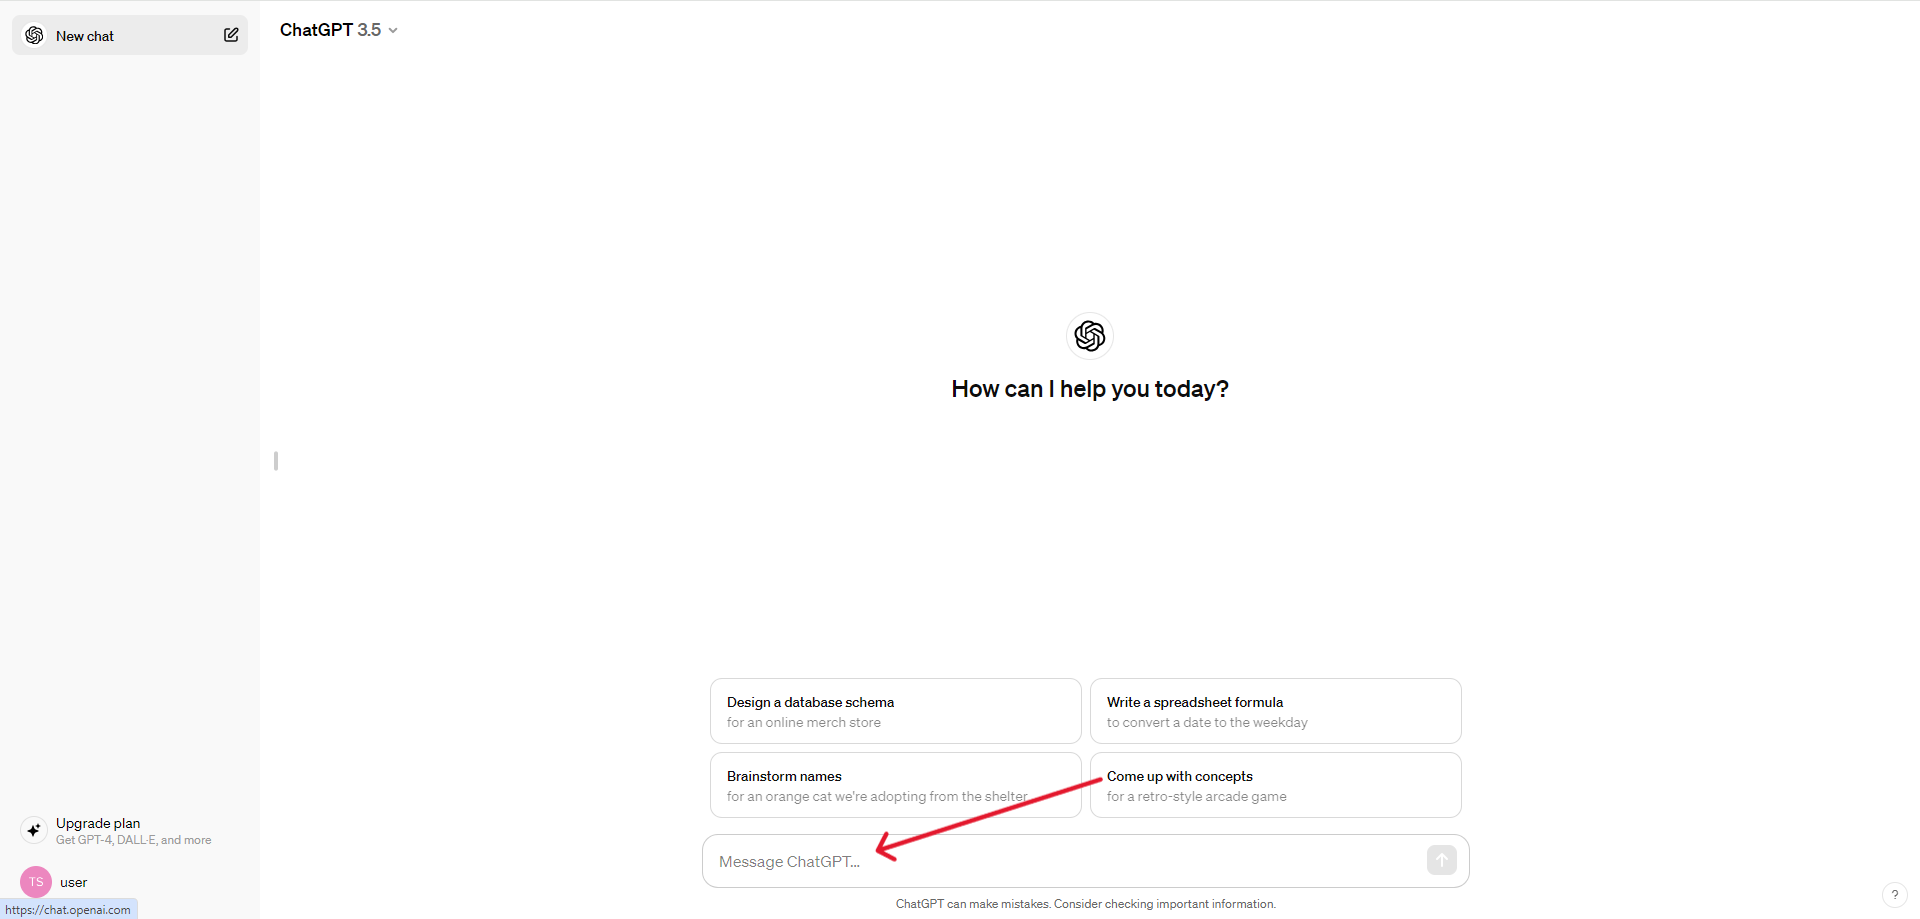 New chat
ChatGPT 3.5
How can I help you today?
Design a database schema
for an online merch store
Write a spreadsheet formula
to convert a date to the weekday
Brainstorm names
for an orange cat we're adopting from the shelter
Come up with concepts
for a retro-style arcade game
Upgrade plan
Get GPT-4, DALL·E, and more
Message ChatGPT...
TS
user
https://chat.openai.com
ChatGPT can make mistakes. Consider checking important information.
?